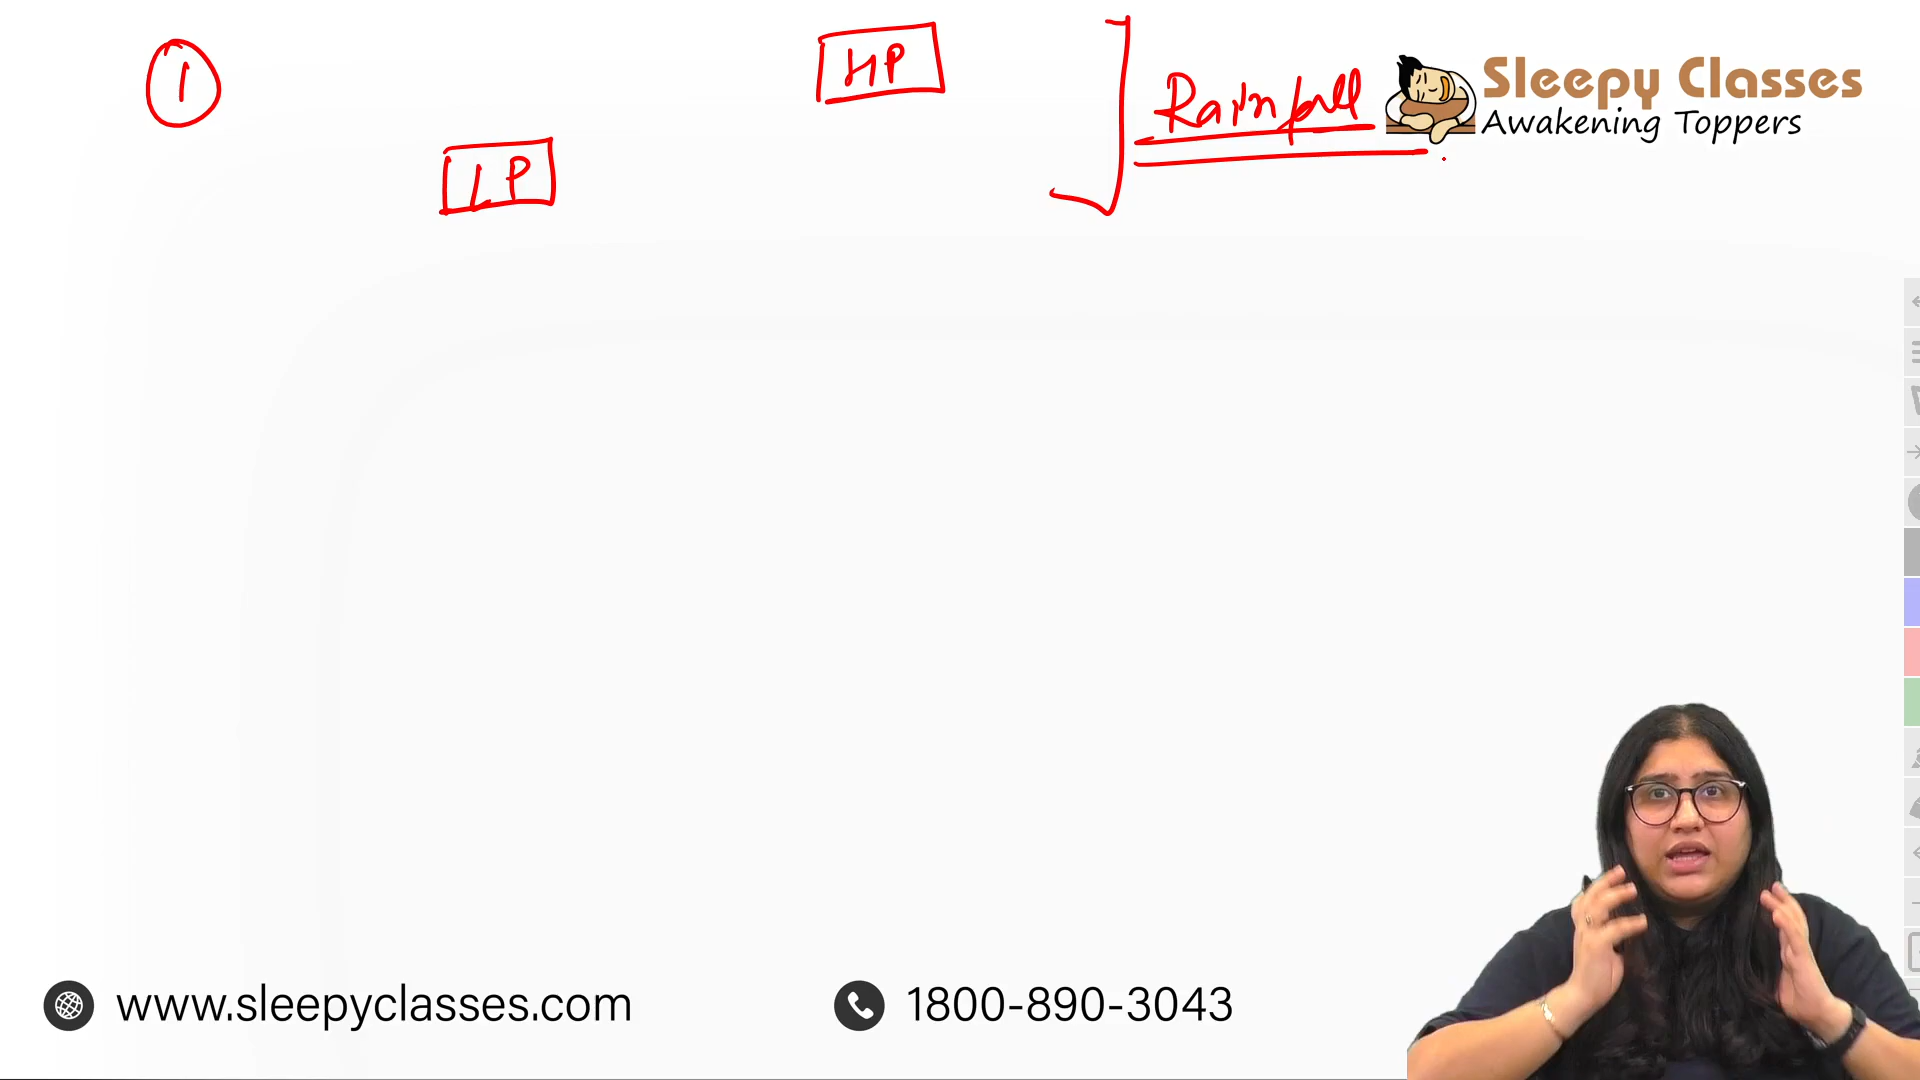 1
HP
Rainfall
LP
Sleepy Classes
Awakening Toppers
www.sleepyclasses.com
1800-890-3043